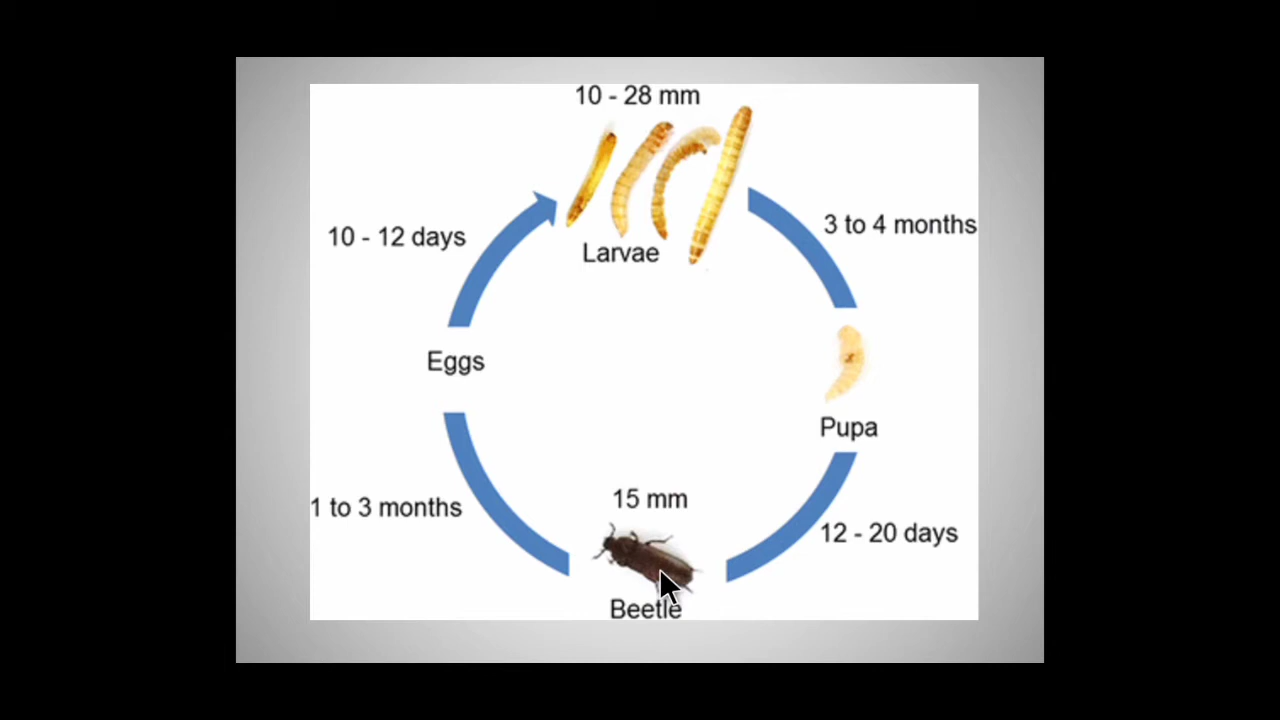 10 - 28 mm
Larvae
3 to 4 months
10 - 12 days
Eggs
Pupa
1 to 3 months
15 mm
12 - 20 days
Beetle